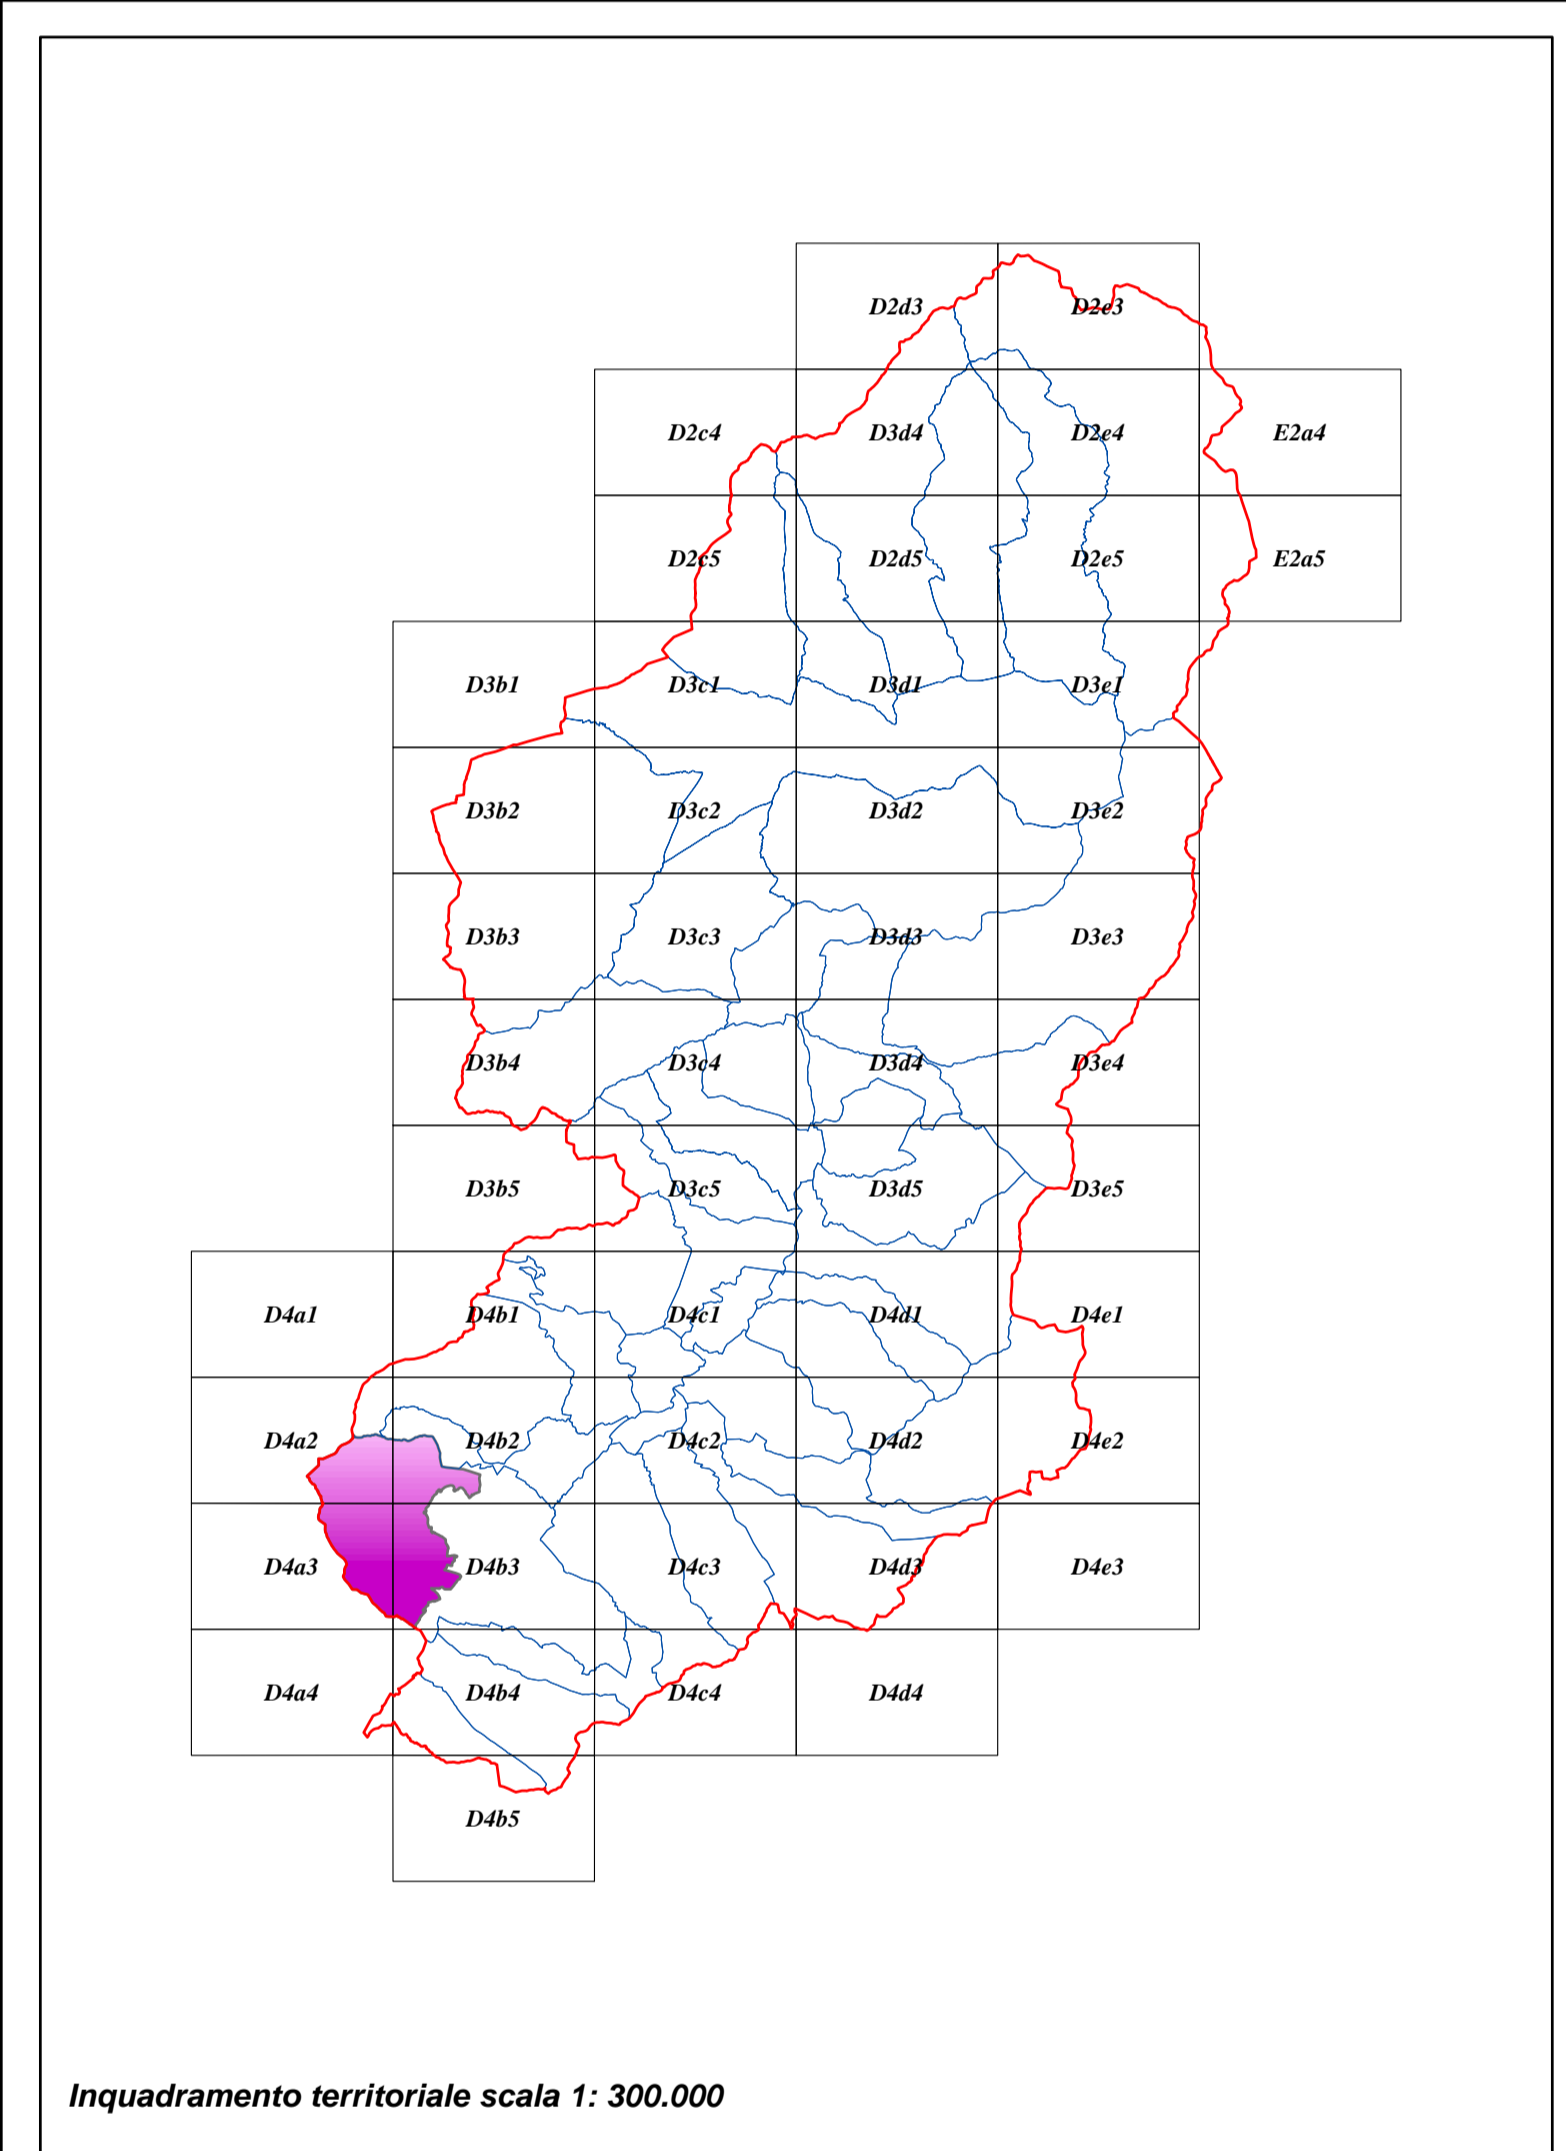 D2d3 D2e3
D2c4 D3d4 D2e4 E2a4
D2c5 D2d5 D2e5 E2a5
D3b1 D3c1 D3d1 D3e1
D3b2 D3c2 D3d2 D3e2
D3b3 D3c3 D3d3 D3e3
D3b4 D3c4 D3d4 D3e4
D3b5 D3c5 D3d5 D3e5
D4a1 D4b1 D4c1 D4d1 D4e1
D4a2 D4b2 D4c2 D4d2 D4e2
D4a3 D4b3 D4c3 D4d3 D4e3
D4a4 D4b4 D4c4 D4d4
D4b5
Inquadramento territoriale scala 1: 300.000